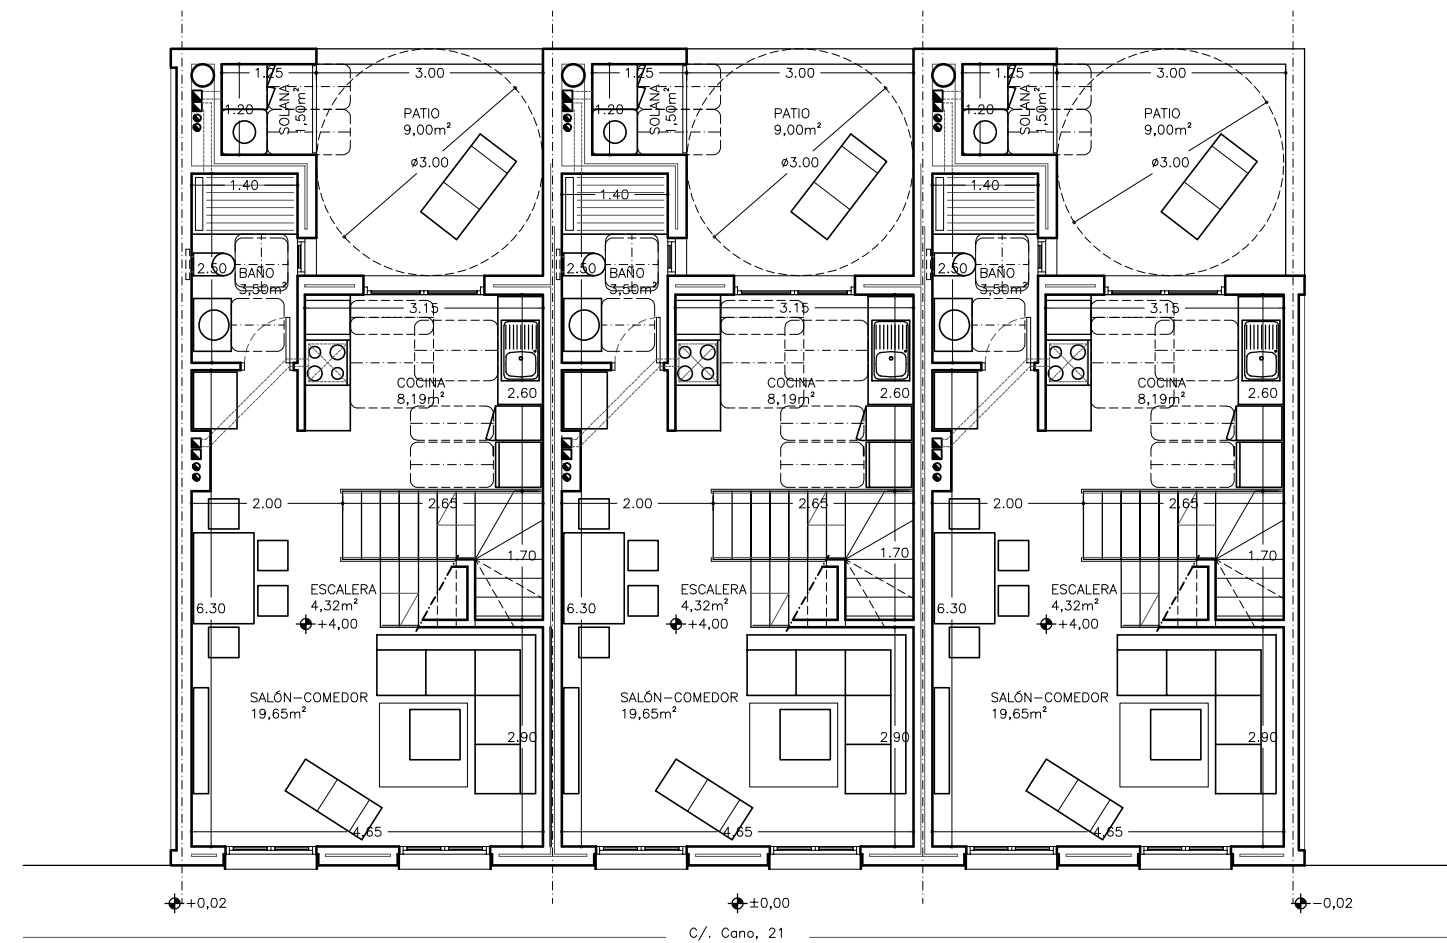 1.25 3.00 1.25 3.00 1.25 3.00
1.20 SOLANA 1,50m² PATIO 9,00m² 1.20 SOLANA 1,50m² PATIO 9,00m² 1.20 SOLANA 1,50m² PATIO 9,00m²
ø3.00 ø3.00 ø3.00
1.40 1.40 1.40
2.50 BAÑO 2.50 BAÑO 2.50 BAÑO
3,50m² 3,50m² 3,50m²
3.15 3.15 3.15
COCINA COCINA COCINA
8,19m² 2.60 8,19m² 2.60 8,19m² 2.60
2.00 2.65 2.00 2.65 2.00 2.65
1.70 1.70 1.70
ESCALERA ESCALERA ESCALERA
6.30 4,32m² 6.30 4,32m² 6.30 4,32m²
+4,00 +4,00 +4,00
SALÓN-COMEDOR SALÓN-COMEDOR SALÓN-COMEDOR
19,65m² 19,65m² 19,65m²
2.90 2.90 2.90
4.65 4.65 4.65
+0,02 ±0,00 -0,02
C/. Cano, 21